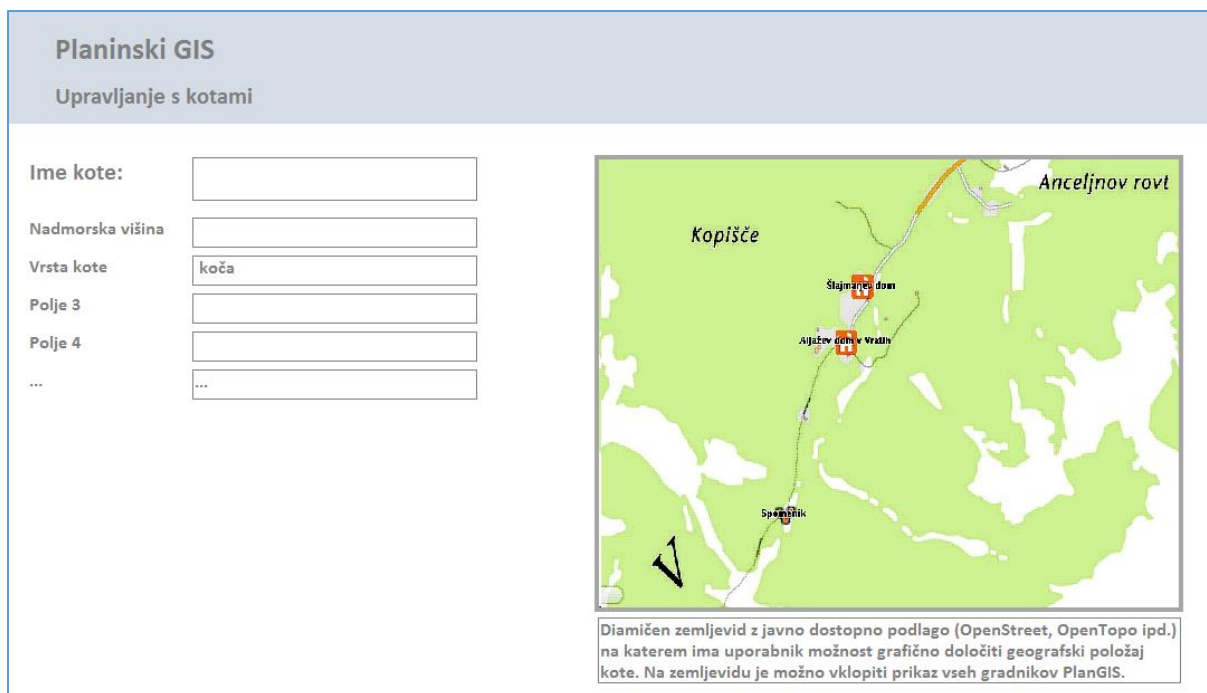 Planinski GIS
Upravljanje s kotami
Ime kote:
Nadmorska višina
Vrsta kote
koča
Polje 3
Polje 4
...
...
Anceljnov rovt
Kopišče
Šlajmanev dom
Aljažev dom v Vratih
Spomenik
V
Diamičen zemljevid z javno dostopno podlago (OpenStreet, OpenTopo ipd.)
na katerem ima uporabnik možnost grafično določiti geografski položaj
kote. Na zemljevidu je možno vklopiti prikaz vseh gradnikov PlanGIS.